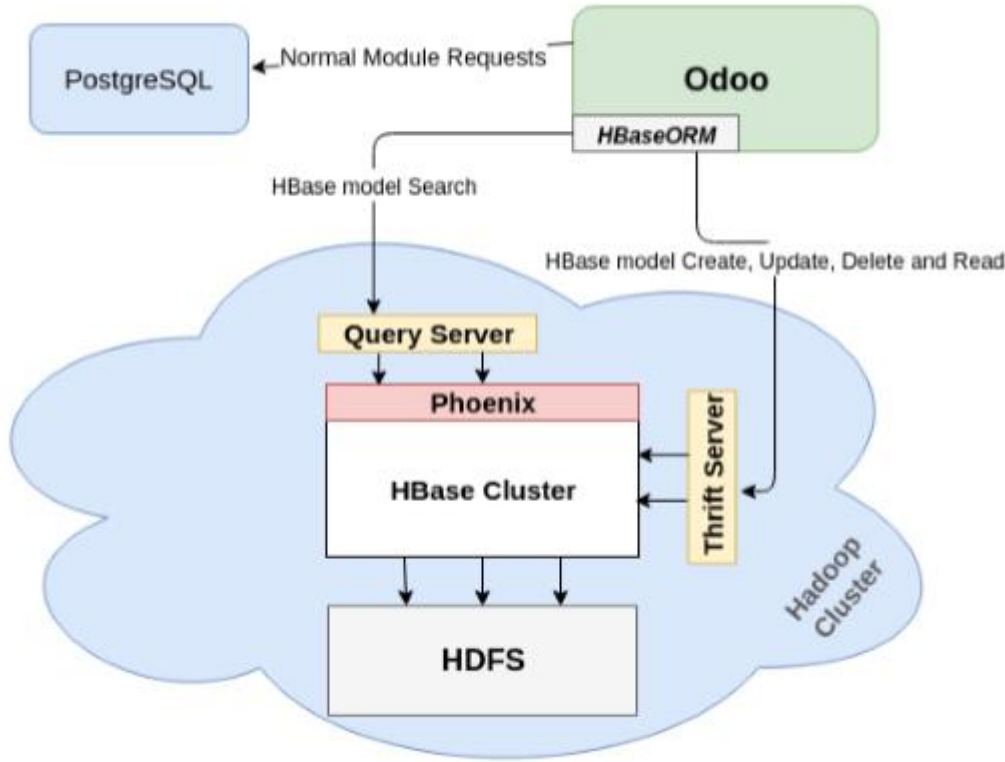 PostgreSQL
Normal Module Requests
Odoo
HBaseORM
HBase model Search
HBase model Create, Update, Delete and Read
Query Server
Phoenix
HBase Cluster
Thrift Server
Hadoop
Cluster
HDFS